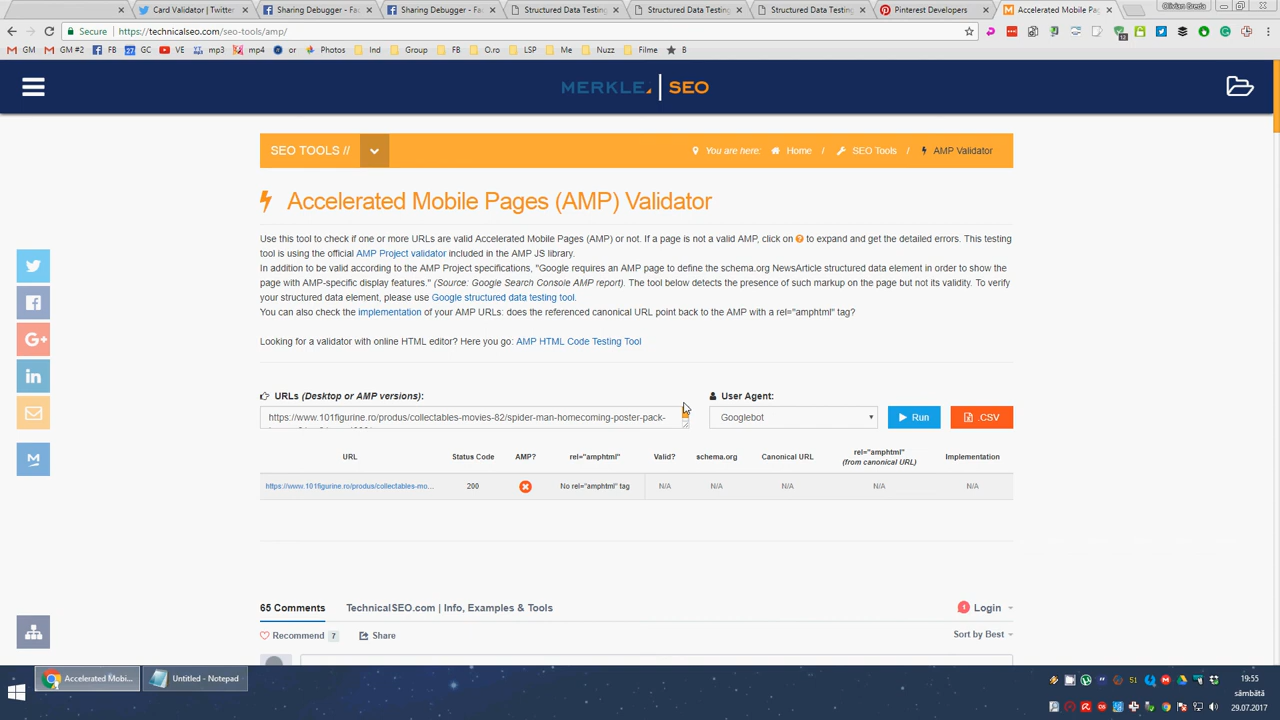 Card Validator | Twitter
Sharing Debugger - Fac
Sharing Debugger - Fac
Structured Data Testing
Structured Data Testing
Structured Data Testing
Pinterest Developers
Accelerated Mobile Pag
Secure
https://technicalseo.com/seo-tools/amp/
GM
GM #2
FB
27
GC
VE
mp3
mp4
or
Photos
Ind
Group
FB
O.ro
LSP
Me
Nuzz
Filme
B
MERKLE | SEO
SEO TOOLS //
You are here: Home / SEO Tools / AMP Validator
Accelerated Mobile Pages (AMP) Validator
Use this tool to check if one or more URLs are valid Accelerated Mobile Pages (AMP) or not. If a page is not a valid AMP, click on to expand and get the detailed errors. This testing
tool is using the official AMP Project validator included in the AMP JS library.
In addition to be valid according to the AMP Project specifications, "Google requires an AMP page to define the schema.org NewsArticle structured data element in order to show the
page with AMP-specific display features." (Source: Google Search Console AMP report). The tool below detects the presence of such markup on the page but not its validity. To verify
your structured data element, please use Google structured data testing tool.
You can also check the implementation of your AMP URLs: does the referenced canonical URL point back to the AMP with a rel="amphtml" tag?
Looking for a validator with online HTML editor? Here you go: AMP HTML Code Testing Tool
URLs (Desktop or AMP versions):
User Agent:
https://www.101figurine.ro/produs/collectables-movies-82/spider-man-homecoming-poster-pack-
Googlebot
Run
.CSV
URL
Status Code
AMP?
rel="amphtml"
Valid?
schema.org
Canonical URL
rel="amphtml"
(from canonical URL)
Implementation
https://www.101figurine.ro/produs/collectables-mo...
200
No rel="amphtml" tag
N/A
N/A
N/A
N/A
N/A
65 Comments
TechnicalSEO.com | Info, Examples & Tools
1
Login
Recommend 7
Share
Sort by Best
Accelerated Mobi...
Untitled - Notepad
51
19:55
sâmbătă
29.07.2017